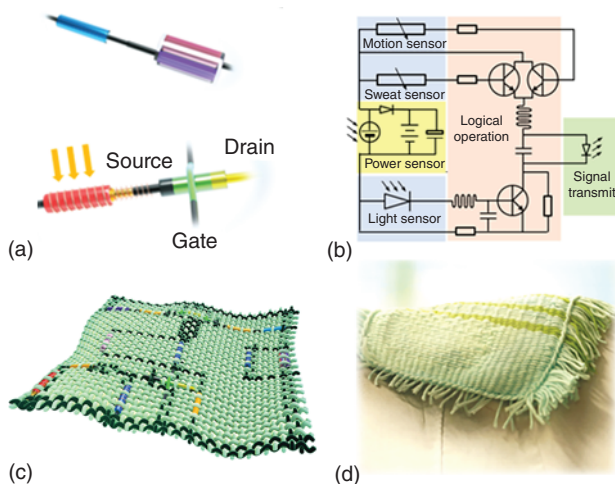 Source
Drain
Gate
(a)
Motion sensor
Sweat sensor
Logical
operation
Power sensor
Signal
transmit
Light sensor
(b)
(c)
(d)